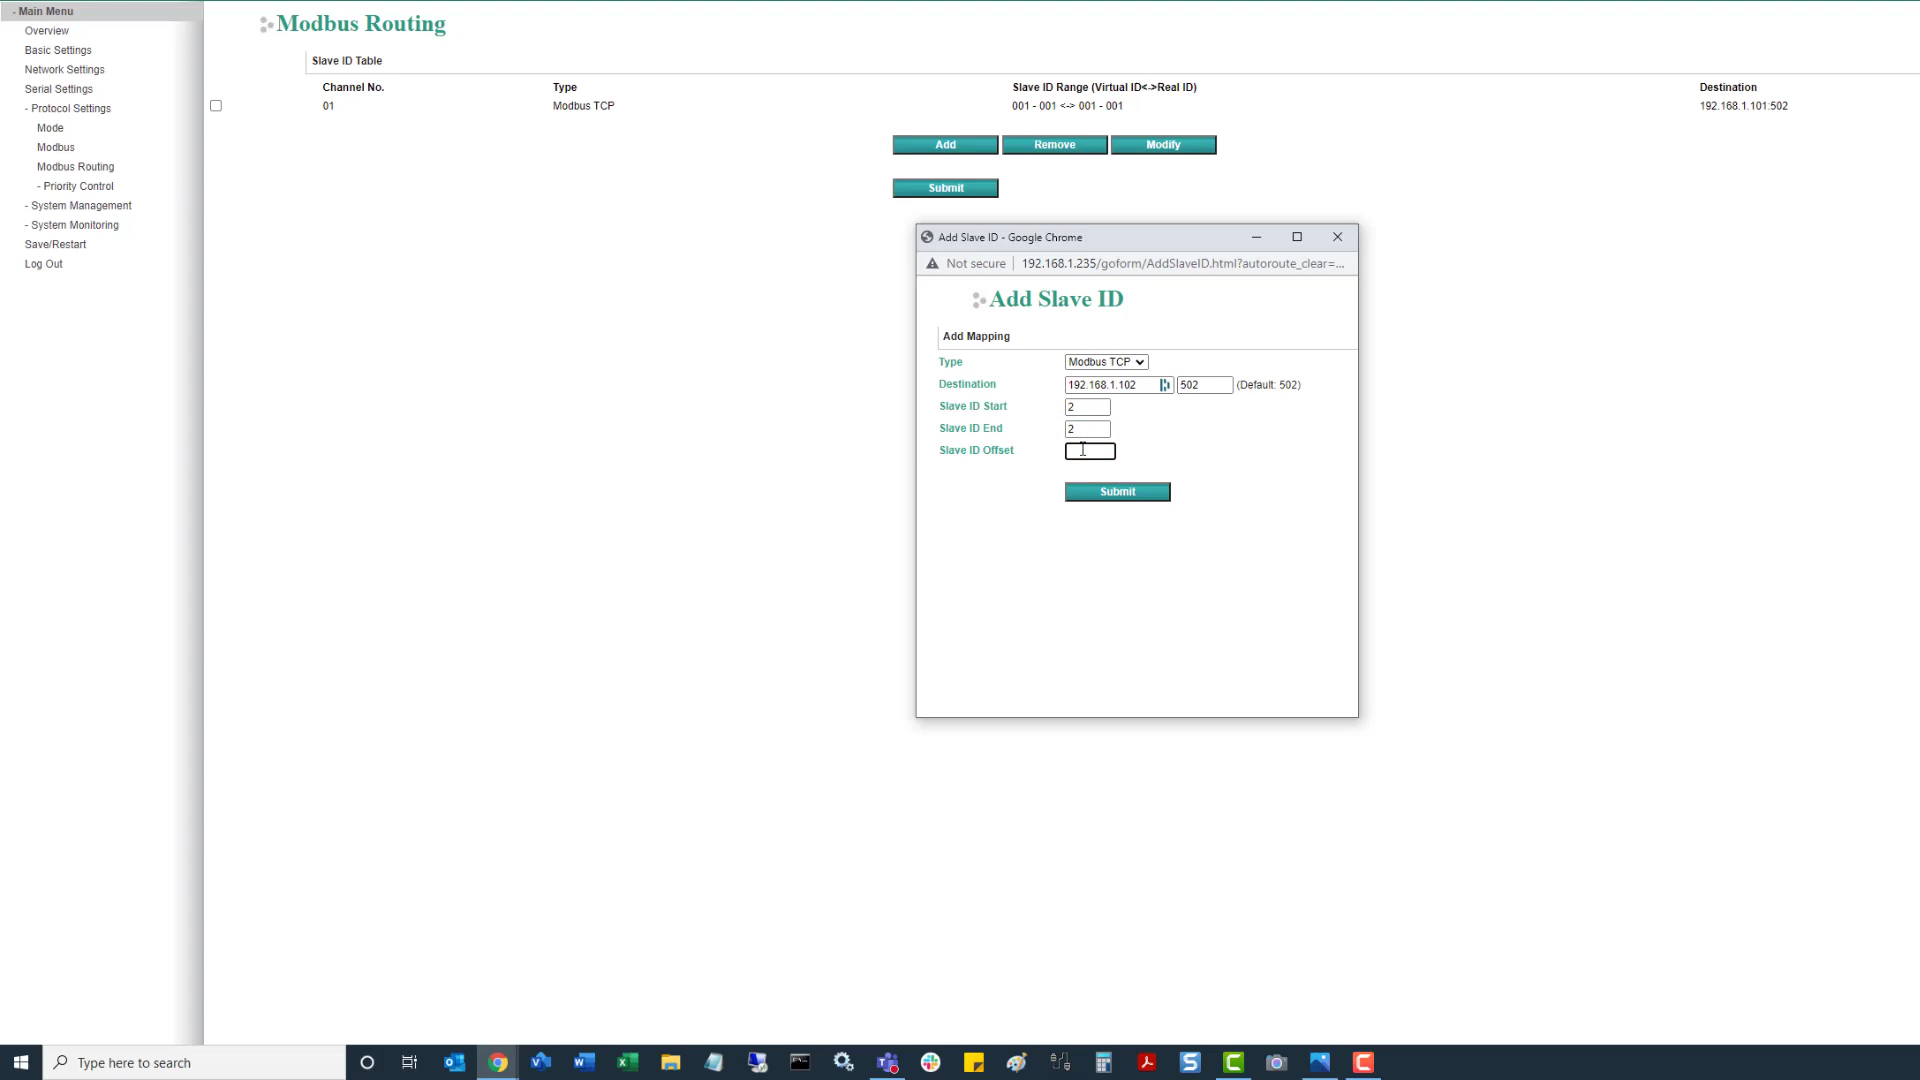 - Main Menu
Overview
Basic Settings
Network Settings
Serial Settings
- Protocol Settings
Mode
Modbus
Modbus Routing
- Priority Control
- System Management
- System Monitoring
Save/Restart
Log Out
Modbus Routing
Slave ID Table
Channel No. Type Slave ID Range (Virtual ID<->Real ID) Destination
01 Modbus TCP 001 - 001 <-> 001 - 001 192.168.1.101:502
Add Remove Modify
Submit
Add Slave ID - Google Chrome
Not secure 192.168.1.235/goform/AddSlaveID.html?autoroute_clear=...
Add Slave ID
Add Mapping
Type Modbus TCP
Destination 192.168.1.102 502 (Default: 502)
Slave ID Start 2
Slave ID End 2
Slave ID Offset
Submit
Type here to search